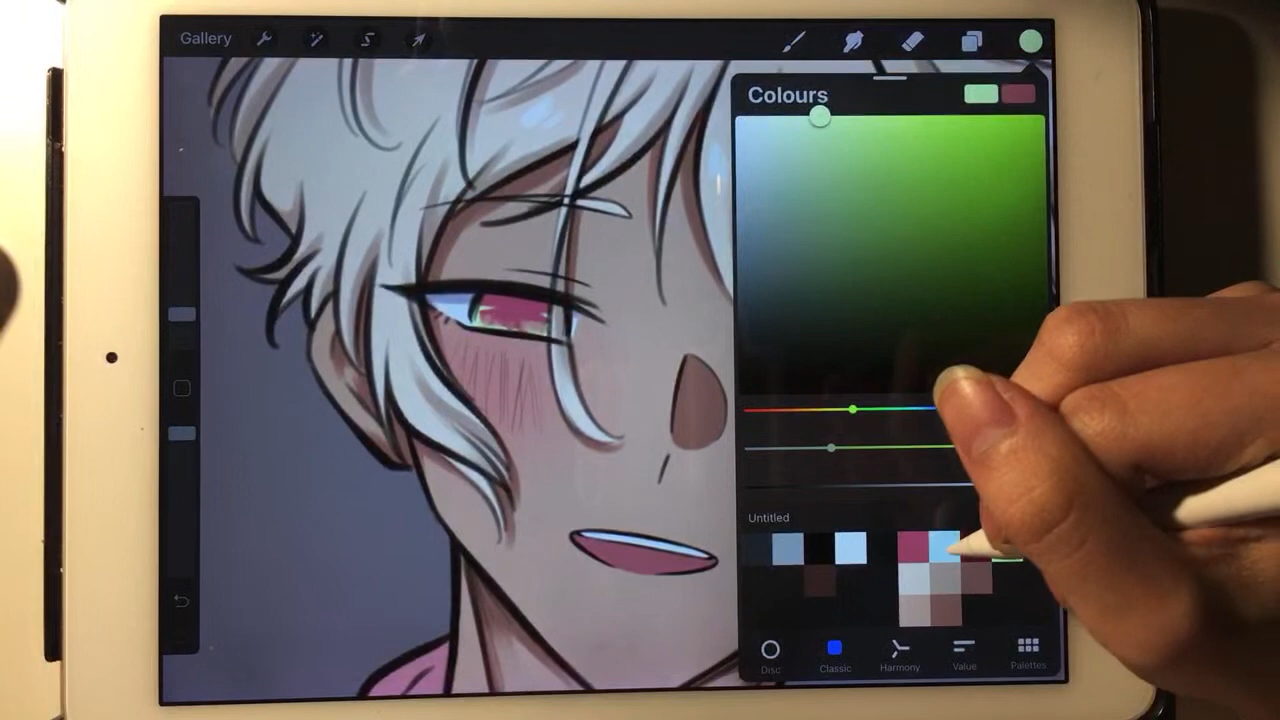 Gallery
Colours
Untitled
Disc
Classic
Harmony
Value
Palettes